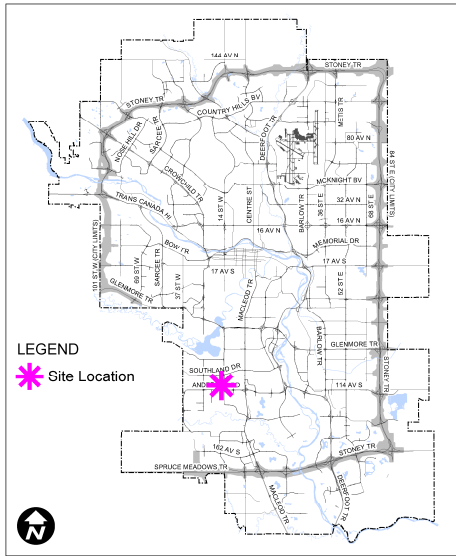 144 AV N
STONEY TR
STONEY TR
COUNTRY HILLS BV
METIS TR
NOSE HILL DR
SARCEE TR
DEERFOOT TR
80 AV N
84 ST E (CITY LIMITS)
CROWCHILD TR
MCKNIGHT BV
TRANS CANADA HI
14 ST W
CENTRE ST
BARLOW TR
36 ST E
32 AV N
68 ST E
16 AV N
16 AV N
101 ST W (CITY LIMITS)
BOW TR
MEMORIAL DR
69 ST W
SARCEE TR
37 ST W
17 AV S
17 AV S
52 ST E
GLENMORE TR
MACLEOD TR
BARLOW TR
GLENMORE TR
STONEY TR
LEGEND
Site Location
SOUTHLAND DR
114 AV S
162 AV S
STONEY TR
SPRUCE MEADOWS TR
MACLEOD TR
DEERFOOT TR
N